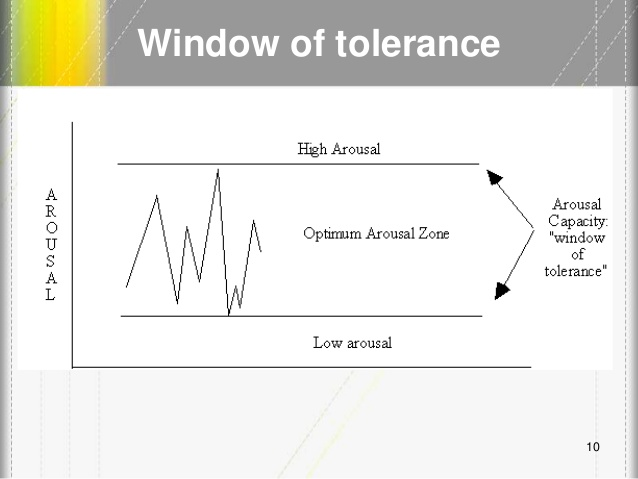 Window of tolerance
High Arousal
A
R
O
U
S
A
L
Optimum Arousal Zone
Arousal
Capacity:
"window
of
tolerance"
Low arousal
10